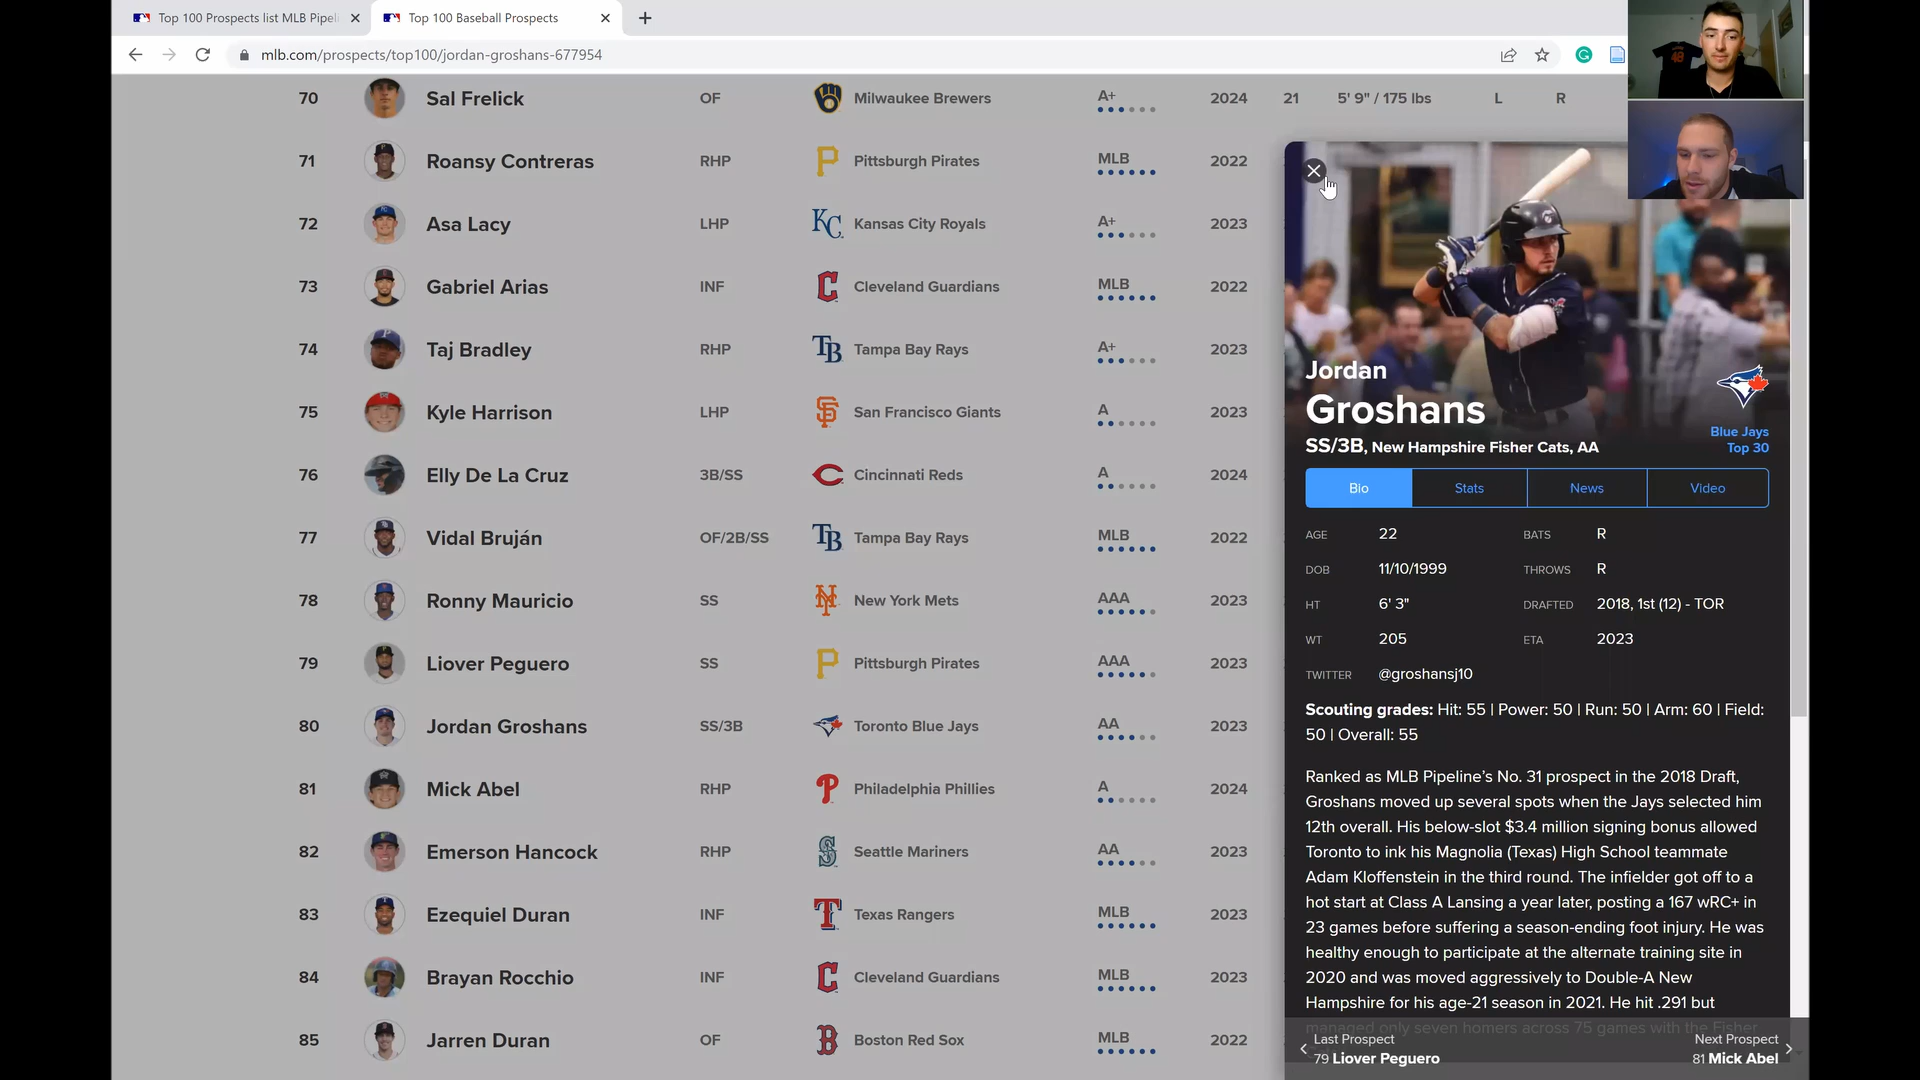 Top 100 Prospects list MLB Pipel
Top 100 Baseball Prospects
mlb.com/prospects/top100/jordan-groshans-677954
70 Sal Frelick OF Milwaukee Brewers A+ 2024 21 5' 9" / 175 lbs L R
71 Roansy Contreras RHP Pittsburgh Pirates MLB 2022
72 Asa Lacy LHP Kansas City Royals A+ 2023
73 Gabriel Arias INF Cleveland Guardians MLB 2022
74 Taj Bradley RHP Tampa Bay Rays A+ 2023
75 Kyle Harrison LHP San Francisco Giants A 2023
76 Elly De La Cruz 3B/SS Cincinnati Reds A 2024
77 Vidal Bruján OF/2B/SS Tampa Bay Rays MLB 2022
78 Ronny Mauricio SS New York Mets AAA 2023
79 Liover Peguero SS Pittsburgh Pirates AAA 2023
80 Jordan Groshans SS/3B Toronto Blue Jays AA 2023
81 Mick Abel RHP Philadelphia Phillies A 2024
82 Emerson Hancock RHP Seattle Mariners AA 2023
83 Ezequiel Duran INF Texas Rangers MLB 2023
84 Brayan Rocchio INF Cleveland Guardians MLB 2023
85 Jarren Duran OF Boston Red Sox MLB 2022
Jordan
Groshans
SS/3B, New Hampshire Fisher Cats, AA
Blue Jays
Top 30
Bio Stats News Video
AGE 22 BATS R
DOB 11/10/1999 THROWS R
HT 6' 3" DRAFTED 2018, 1st (12) - TOR
WT 205 ETA 2023
TWITTER @groshansj10
Scouting grades: Hit: 55 | Power: 50 | Run: 50 | Arm: 60 | Field:
50 | Overall: 55
Ranked as MLB Pipeline's No. 31 prospect in the 2018 Draft,
Groshans moved up several spots when the Jays selected him
12th overall. His below-slot $3.4 million signing bonus allowed
Toronto to ink his Magnolia (Texas) High School teammate
Adam Kloffenstein in the third round. The infielder got off to a
hot start at Class A Lansing a year later, posting a 167 wRC+ in
23 games before suffering a season-ending foot injury. He was
healthy enough to participate at the alternate training site in
2020 and was moved aggressively to Double-A New
Hampshire for his age-21 season in 2021. He hit .291 but
managed only seven homers across 75 games with the Fisher
Last Prospect
79 Liover Peguero
Next Prospect
81 Mick Abel